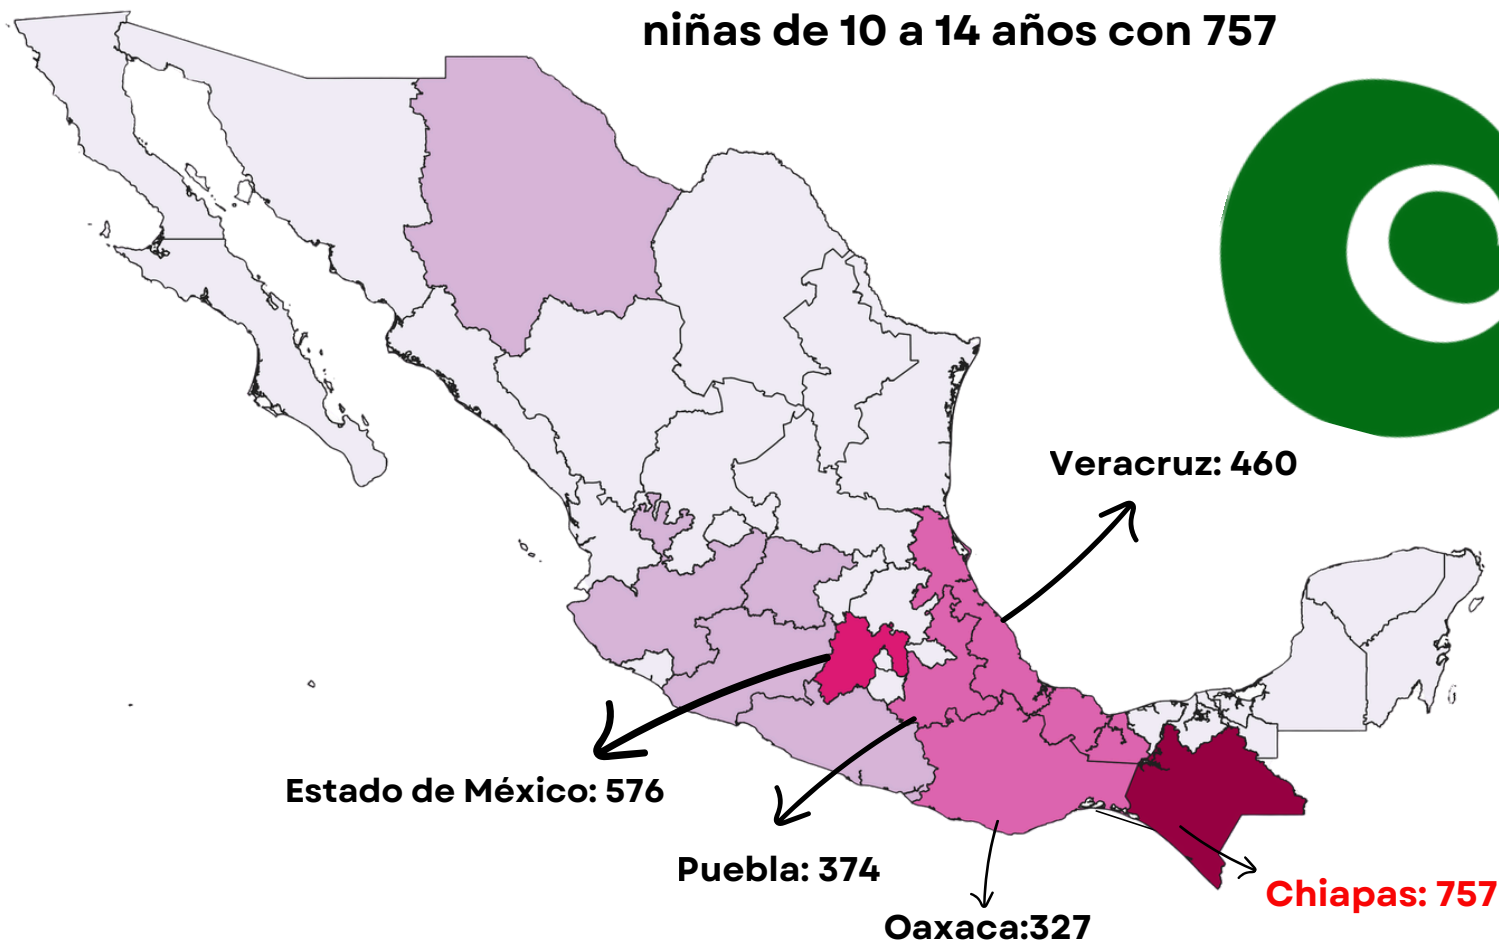 niñas de 10 a 14 años con 757
Veracruz: 460
Estado de México: 576
Puebla: 374
Chiapas: 757
Oaxaca:327